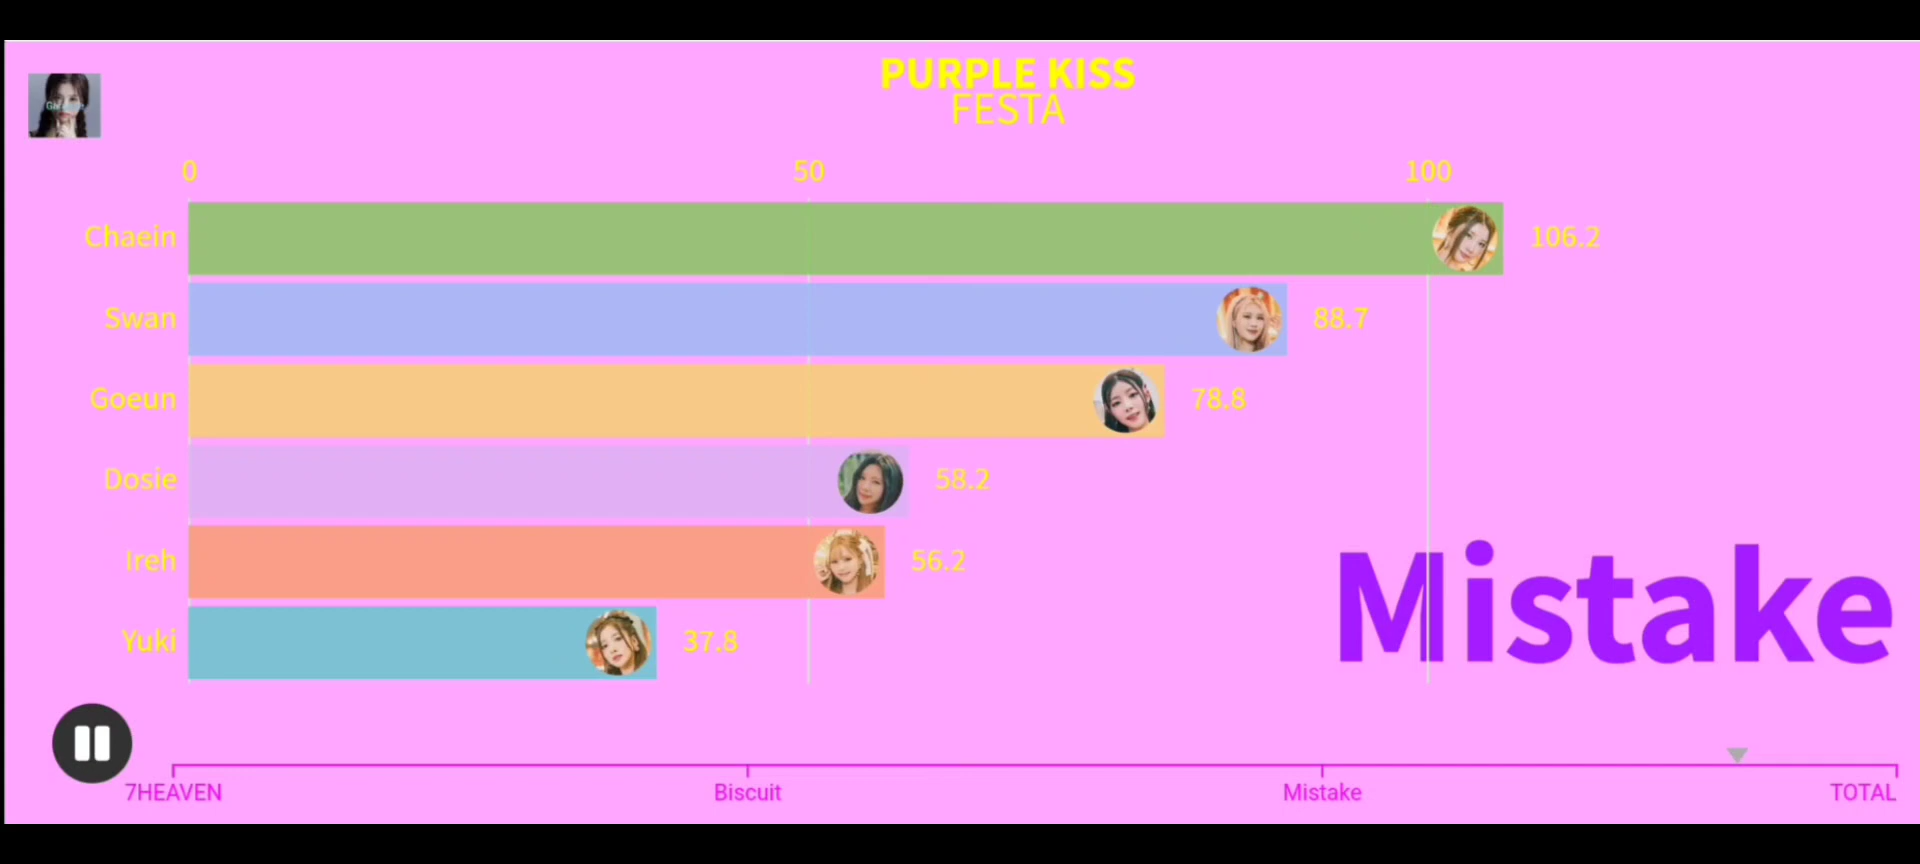 PURPLE KISS
FESTA
0 50 100
Chaein 106.2
Swan 88.7
Goeun 78.8
Dosie 58.2
Ireh 56.2
Yuki 37.8
Mistake
7HEAVEN Biscuit Mistake TOTAL